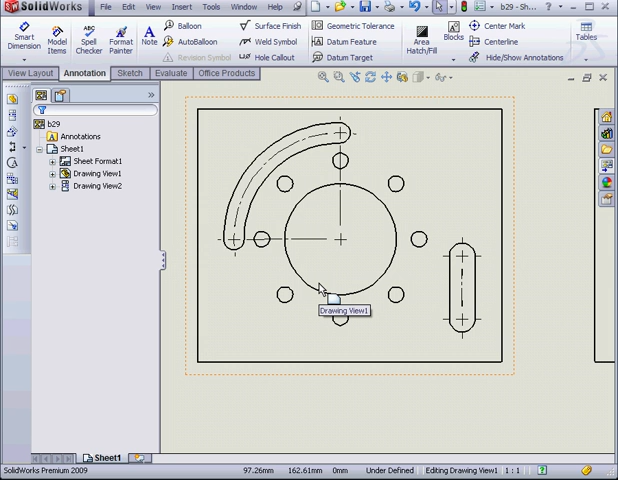 SolidWorks
File Edit View Insert Tools Window Help b29 - Sh...
Smart Dimension
Model Items
Spell Checker
Format Painter
Note
Balloon
AutoBalloon
Revision Symbol
Surface Finish
Weld Symbol
Hole Callout
Geometric Tolerance
Datum Feature
Datum Target
Area Hatch/Fill
Blocks
Center Mark
Centerline
Hide/Show Annotations
Tables
View Layout Annotation Sketch Evaluate Office Products
b29
Annotations
Sheet1
Sheet Format1
Drawing View1
Drawing View2
Drawing View1
Sheet1
SolidWorks Premium 2009 97.26mm 162.61mm 0mm Under Defined Editing Drawing View1 1 : 1